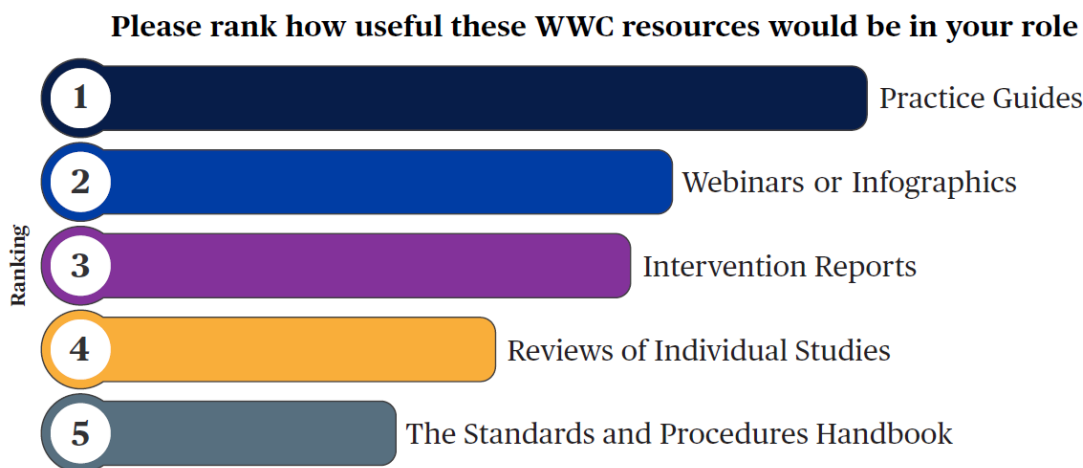 Please rank how useful these WWC resources would be in your role
Ranking
1 Practice Guides
2 Webinars or Infographics
3 Intervention Reports
4 Reviews of Individual Studies
5 The Standards and Procedures Handbook